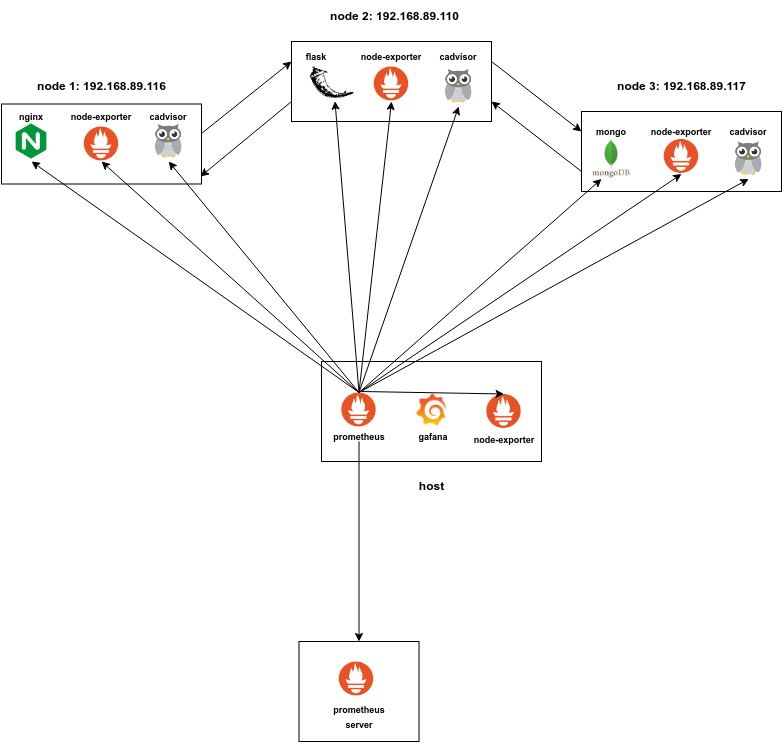 node 2: 192.168.89.110
flask
node-exporter
cadvisor
node 1: 192.168.89.116
nginx
node-exporter
cadvisor
N
node 3: 192.168.89.117
mongo
node-exporter
cadvisor
mongoDB
prometheus
gafana
node-exporter
host
prometheus
server